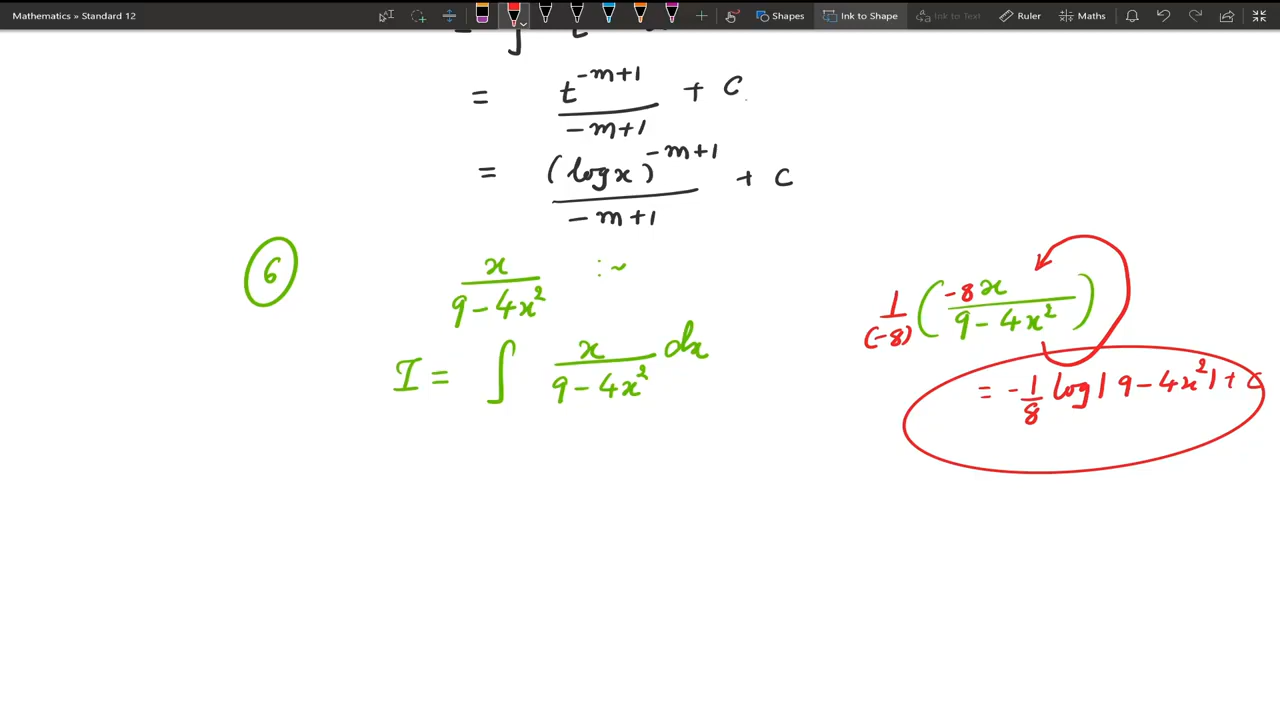 Mathematics » Standard 12
Shapes
Ink to Shape
Ink to Text
Ruler
Maths
= t^{-m+1} / -m+1 + C
= (log x)^{-m+1} / -m+1 + C
6
x / 9 - 4x² :~
1/(-8) ( -8x / 9 - 4x² )
I = ∫ x / 9 - 4x² dx
= -1/8 log | 9 - 4x² | + C